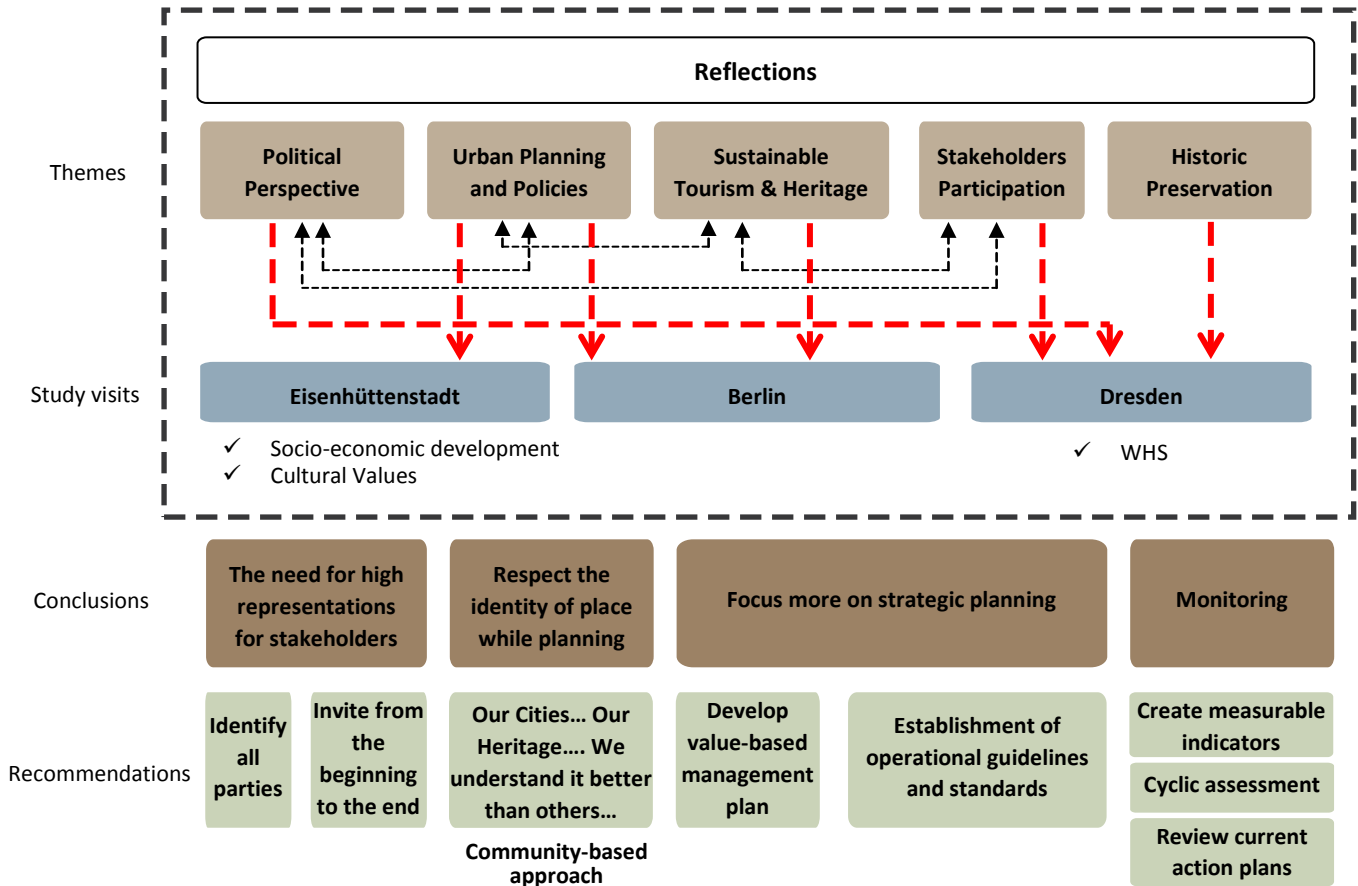 Reflections
Themes
Political
Perspective
Urban Planning
and Policies
Sustainable
Tourism & Heritage
Stakeholders
Participation
Historic
Preservation
Study visits
Eisenhüttenstadt
Berlin
Dresden
✓ Socio-economic development
✓ Cultural Values
✓ WHS
Conclusions
The need for high
representations
for stakeholders
Respect the
identity of place
while planning
Focus more on strategic planning
Monitoring
Recommendations
Identify
all
parties
Invite from
the
beginning
to the end
Our Cities... Our
Heritage.... We
understand it better
than others...
Community-based
approach
Develop
value-based
management
plan
Establishment of
operational guidelines
and standards
Create measurable
indicators
Cyclic assessment
Review current
action plans